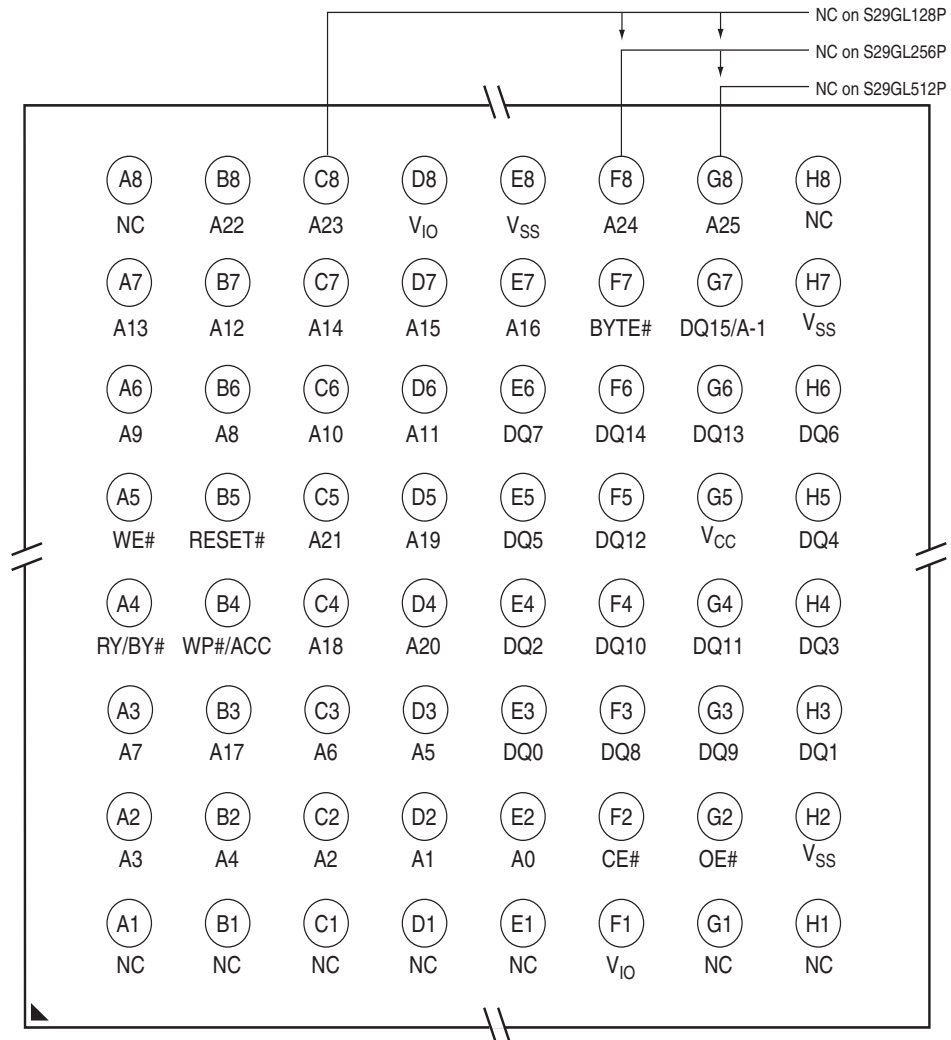 NC on S29GL128P
NC on S29GL256P
NC on S29GL512P
A8 B8 C8 D8 E8 F8 G8 H8
NC A22 A23 VIO VSS A24 A25 NC
A7 B7 C7 D7 E7 F7 G7 H7
A13 A12 A14 A15 A16 BYTE# DQ15/A-1 VSS
A6 B6 C6 D6 E6 F6 G6 H6
A9 A8 A10 A11 DQ7 DQ14 DQ13 DQ6
A5 B5 C5 D5 E5 F5 G5 H5
WE# RESET# A21 A19 DQ5 DQ12 VCC DQ4
A4 B4 C4 D4 E4 F4 G4 H4
RY/BY# WP#/ACC A18 A20 DQ2 DQ10 DQ11 DQ3
A3 B3 C3 D3 E3 F3 G3 H3
A7 A17 A6 A5 DQ0 DQ8 DQ9 DQ1
A2 B2 C2 D2 E2 F2 G2 H2
A3 A4 A2 A1 A0 CE# OE# VSS
A1 B1 C1 D1 E1 F1 G1 H1
NC NC NC NC NC VIO NC NC